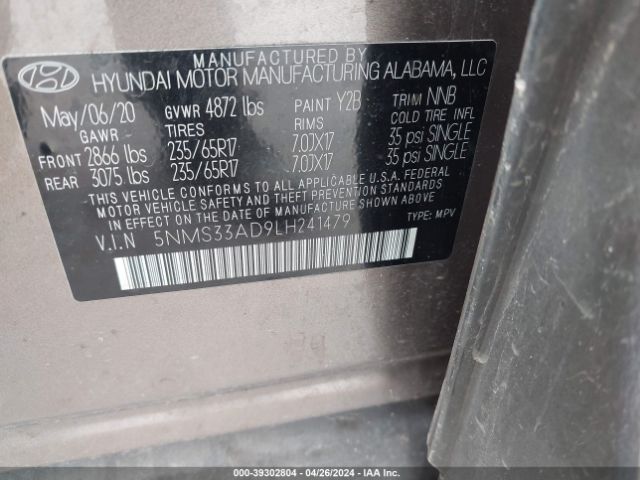 MANUFACTURED BY
HYUNDAI MOTOR MANUFACTURING ALABAMA, LLC
May/06/20 GVWR 4872 lbs PAINT Y2B TRIM NNB
GAWR TIRES RIMS COLD TIRE INFL
FRONT 2866 lbs 235/65R17 7.0JX17 35 psi SINGLE
REAR 3075 lbs 235/65R17 7.0JX17 35 psi SINGLE
THIS VEHICLE CONFORMS TO ALL APPLICABLE U.S.A. FEDERAL
MOTOR VEHICLE SAFETY AND THEFT PREVENTION STANDARDS
IN EFFECT ON THE DATE OF MANUFACTURE SHOWN ABOVE.
V.I.N 5NMS33AD9LH241479 TYPE: MPV
000-39302804 | 04/26/2024 | IAA Inc.